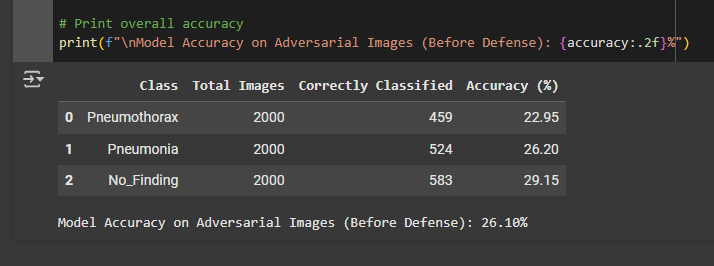 # Print overall accuracy
print(f"\nModel Accuracy on Adversarial Images (Before Defense): {accuracy:.2f}%")
Class Total Images Correctly Classified Accuracy (%)
0 Pneumothorax 2000 459 22.95
1 Pneumonia 2000 524 26.20
2 No_Finding 2000 583 29.15
Model Accuracy on Adversarial Images (Before Defense): 26.10%